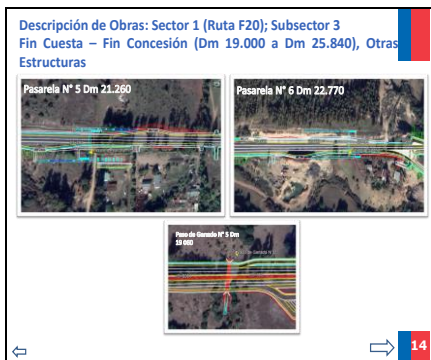 Descripción de Obras: Sector 1 (Ruta F20); Subsector 3
Fin Cuesta – Fin Concesión (Dm 19.000 a Dm 25.840), Otras
Estructuras
Pasarela N° 5 Dm 21.260
Pasarela N° 6 Dm 22.770
Paso de Ganado N° 5 Dm
19 060
14